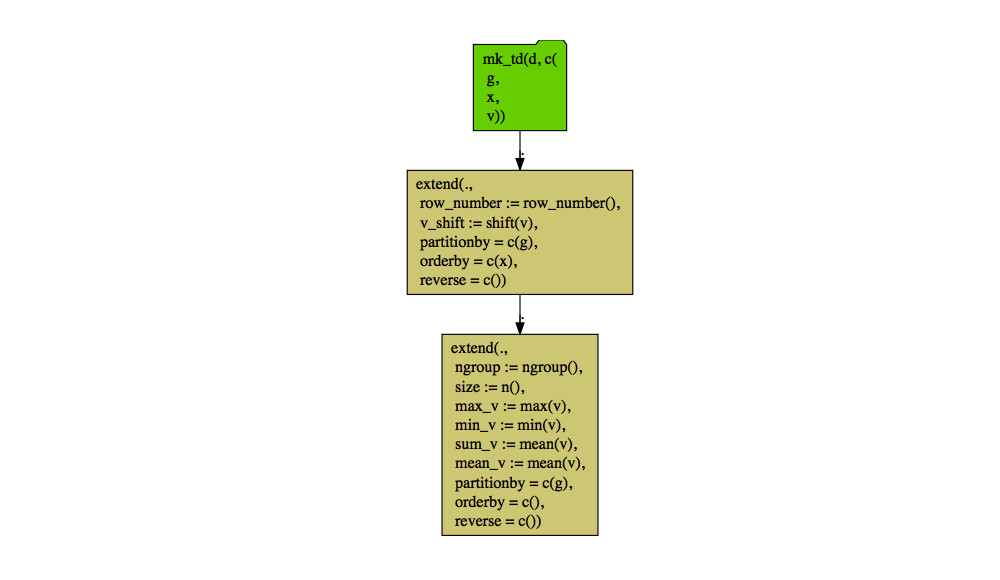 mk_td(d, c(
g,
x,
v))
.
extend(.,
row_number := row_number(),
v_shift := shift(v),
partitionby = c(g),
orderby = c(x),
reverse = c())
.
extend(.,
ngroup := ngroup(),
size := n(),
max_v := max(v),
min_v := min(v),
sum_v := mean(v),
mean_v := mean(v),
partitionby = c(g),
orderby = c(),
reverse = c())